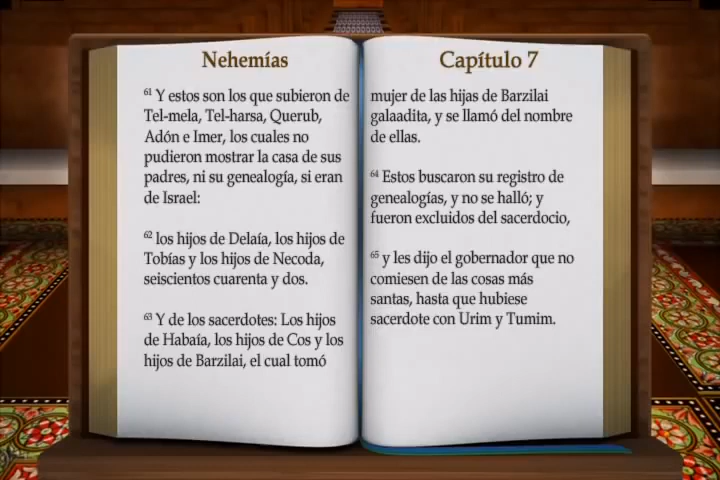 Nehemías
61 Y estos son los que subieron de
Tel-mela, Tel-harsa, Querub,
Adón e Imer, los cuales no
pudieron mostrar la casa de sus
padres, ni su genealogía, si eran
de Israel:
62 los hijos de Delaía, los hijos de
Tobías y los hijos de Necoda,
seiscientos cuarenta y dos.
63 Y de los sacerdotes: Los hijos
de Habaía, los hijos de Cos y los
hijos de Barzilai, el cual tomó
Capítulo 7
mujer de las hijas de Barzilai
galaadita, y se llamó del nombre
de ellas.
64 Estos buscaron su registro de
genealogías, y no se halló; y
fueron excluidos del sacerdocio,
65 y les dijo el gobernador que no
comiesen de las cosas más
santas, hasta que hubiese
sacerdote con Urim y Tumim.